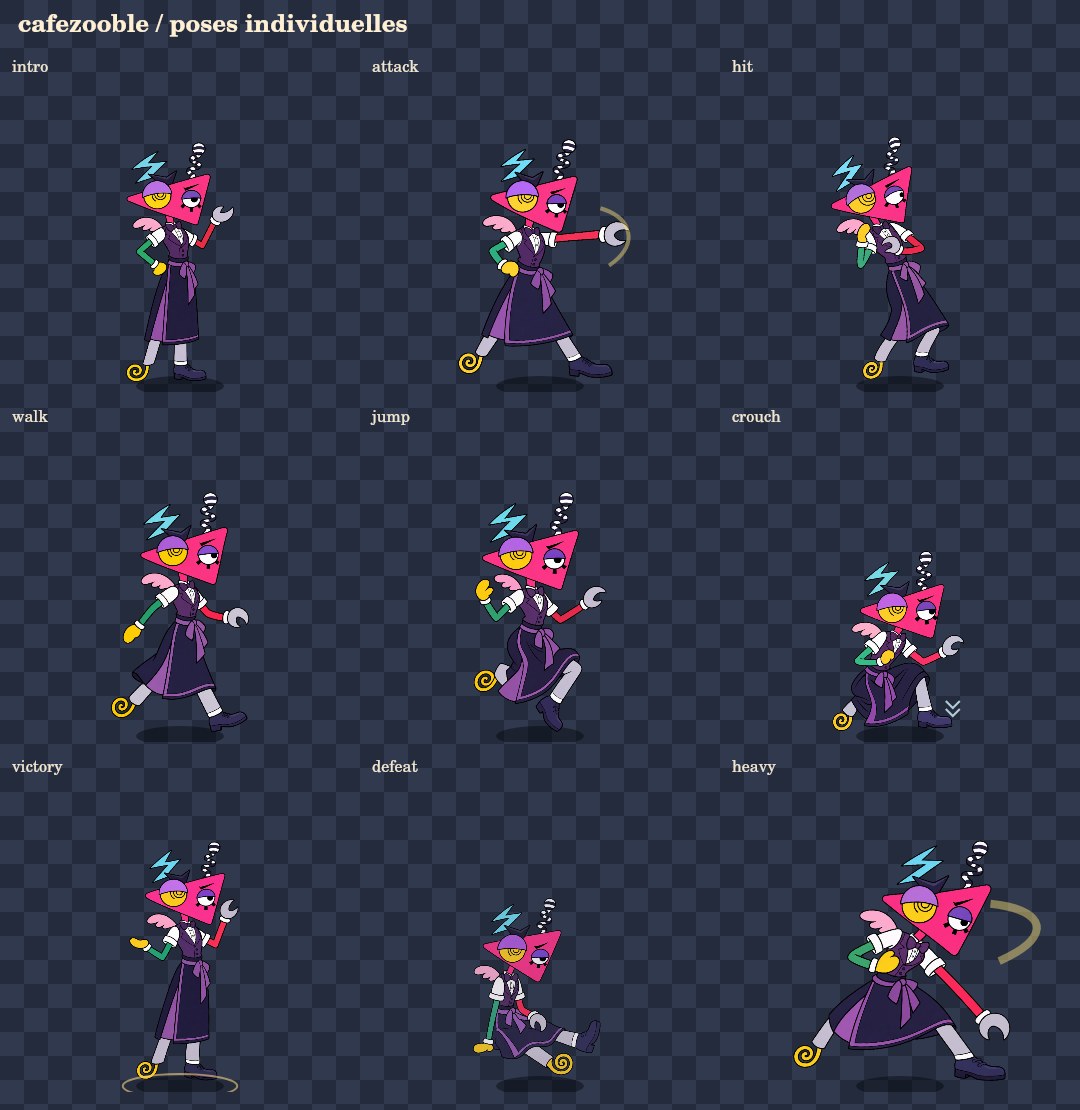 cafezooble / poses individuelles
intro
attack
hit
walk
jump
crouch
victory
defeat
heavy